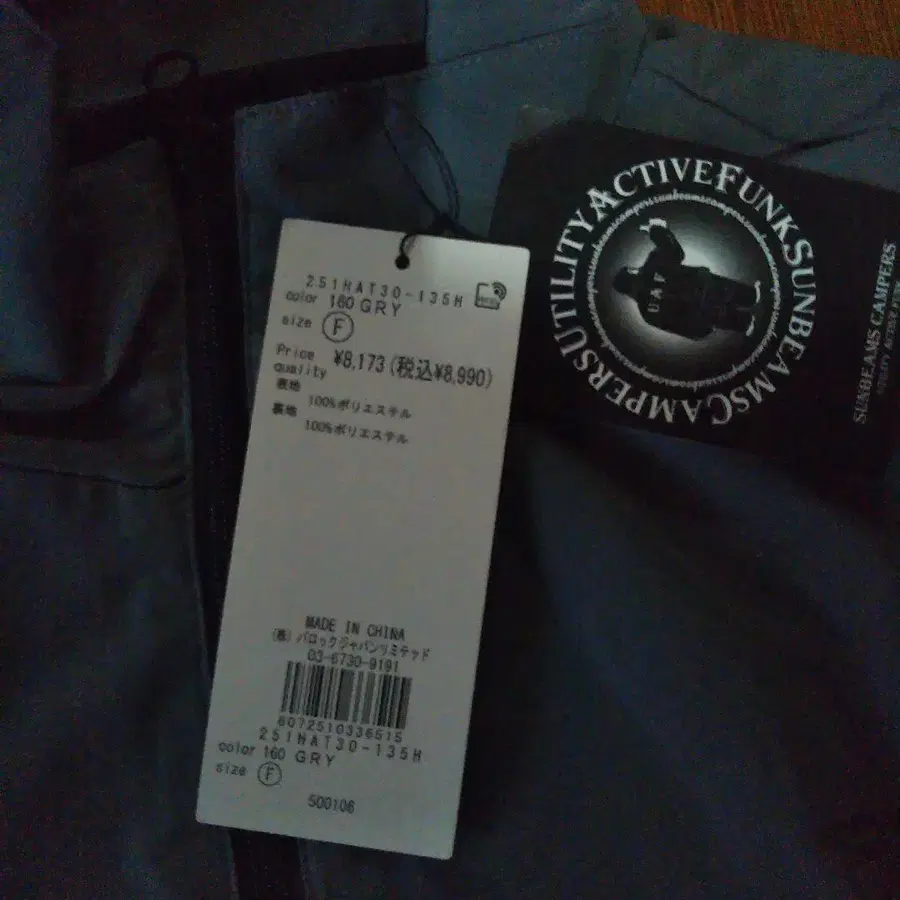 251HAT30-135H
color 160 GRY
size F
Price ¥8,173(税込¥8,990)
quality
表地
100%ポリエステル
裏地
100%ポリエステル
MADE IN CHINA
(株)バロックジャパンリミテッド
03-6730-9191
6072510336515
251HAT30-135H
color 160 GRY
size F
500106
UTILITYACTIVEFUNKSUNBEAMSCAMPERS
UAF
SUNBEAMS CAMPERS